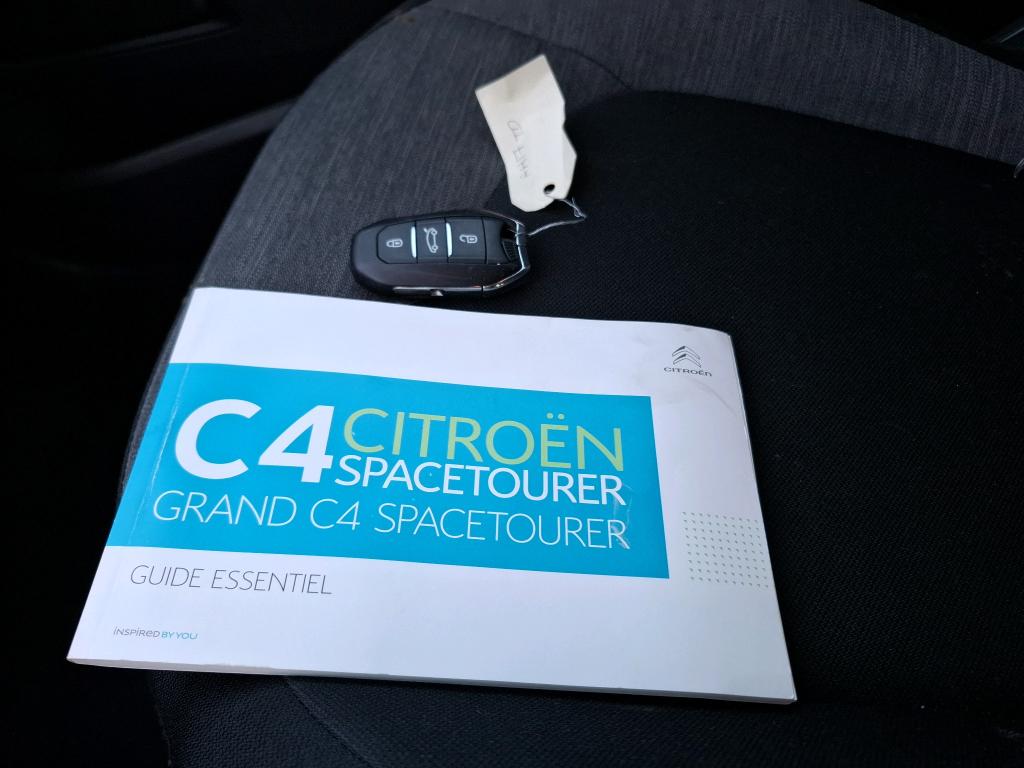 CITROËN
C4 CITROËN
SPACETOURER
GRAND C4 SPACETOURER
GUIDE ESSENTIEL
INSPIRED BY YOU